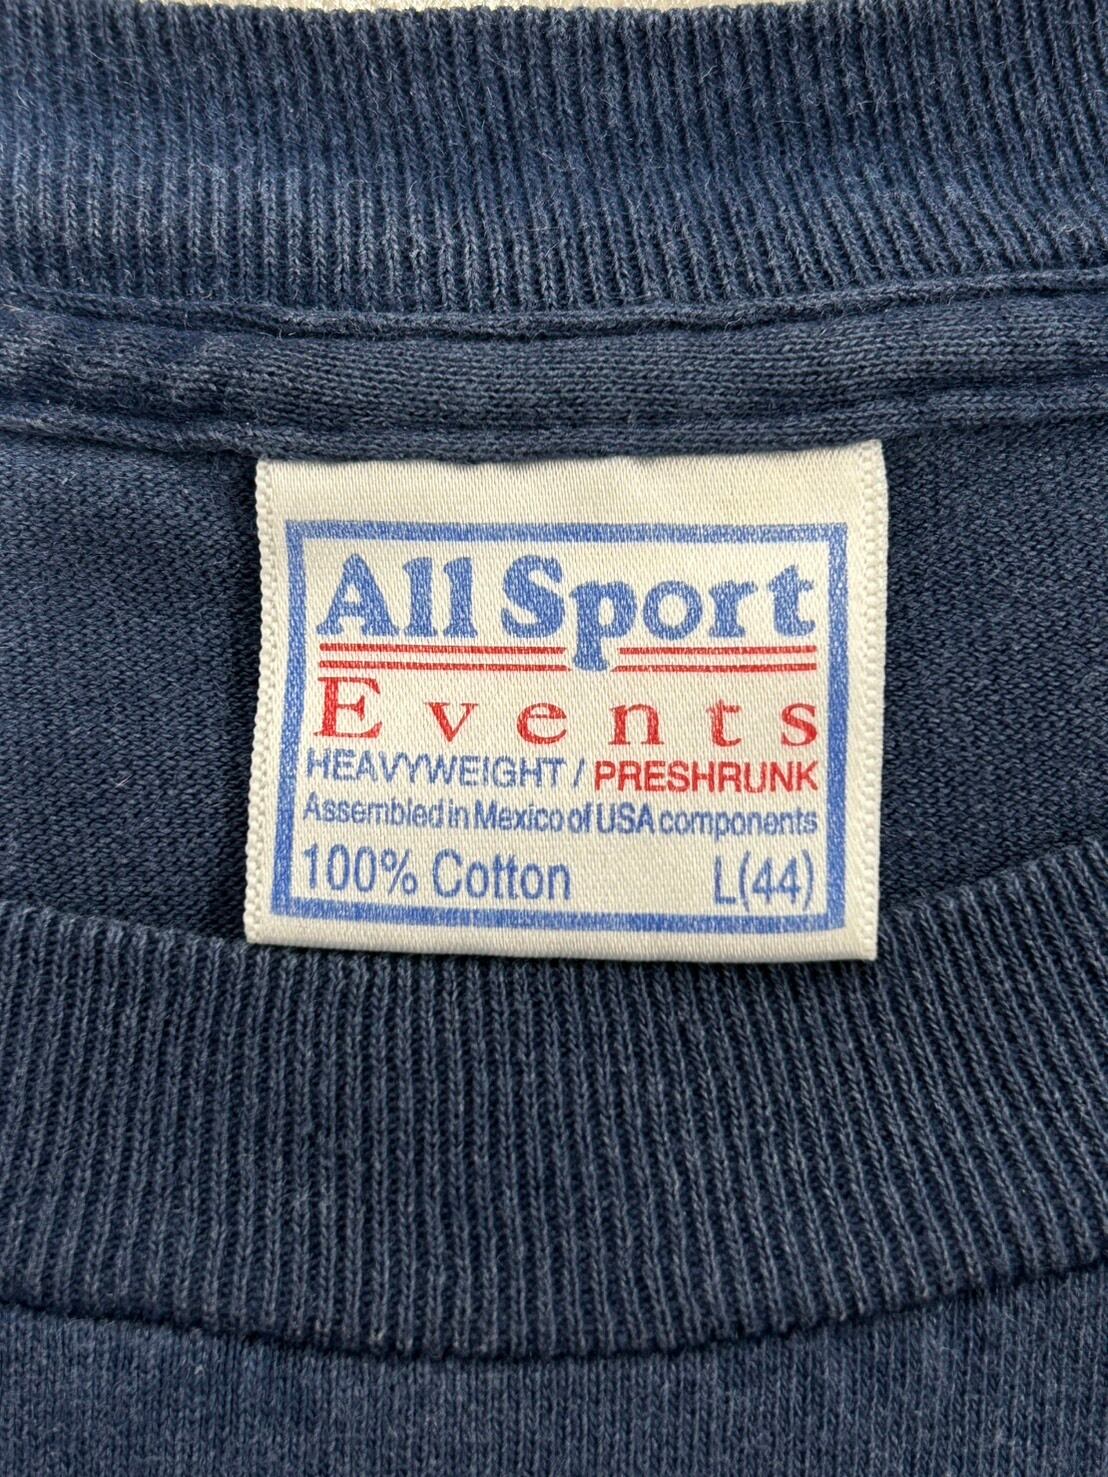 All Sport
Events
HEAVYWEIGHT / PRESHRUNK
Assembled in Mexico of USA components
100% Cotton L(44)